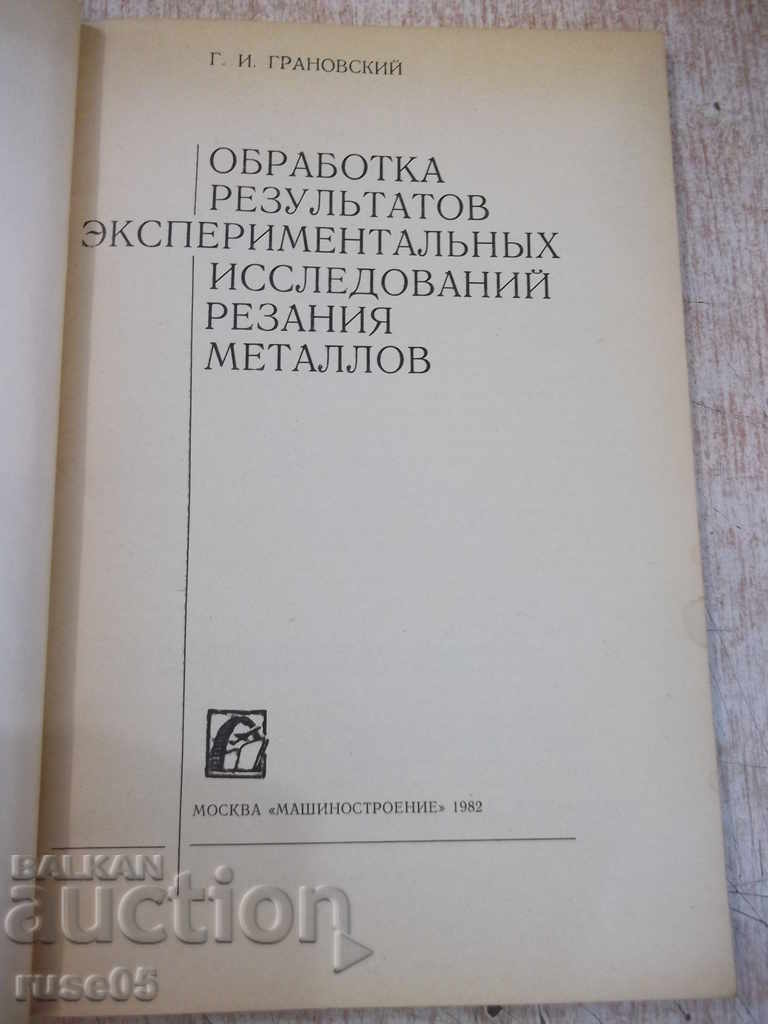 Г. И. ГРАНОВСКИЙ
ОБРАБОТКА
РЕЗУЛЬТАТОВ
ЭКСПЕРИМЕНТАЛЬНЫХ
ИССЛЕДОВАНИЙ
РЕЗАНИЯ
МЕТАЛЛОВ
МОСКВА «МАШИНОСТРОЕНИЕ» 1982
BALKAN
auction
ruse05